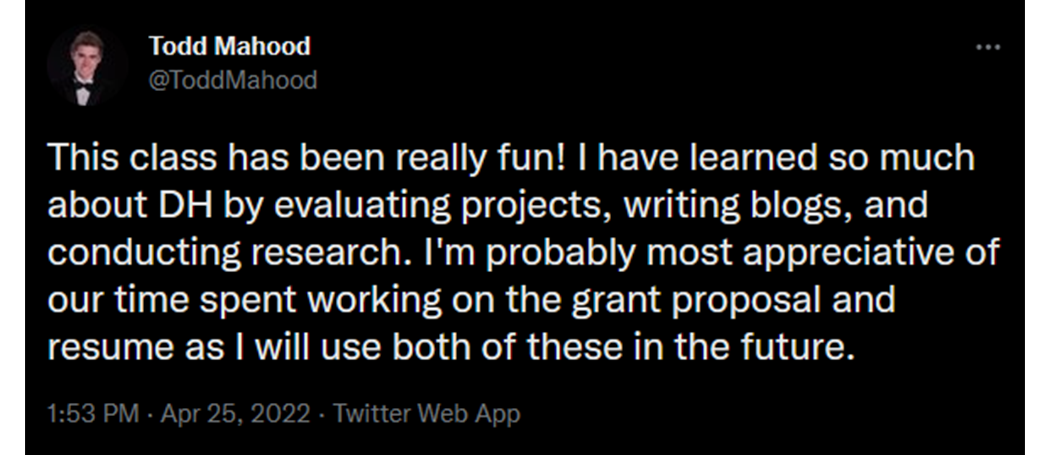 Todd Mahood
@ToddMahood
This class has been really fun! I have learned so much
about DH by evaluating projects, writing blogs, and
conducting research. I'm probably most appreciative of
our time spent working on the grant proposal and
resume as I will use both of these in the future.
1:53 PM · Apr 25, 2022 · Twitter Web App